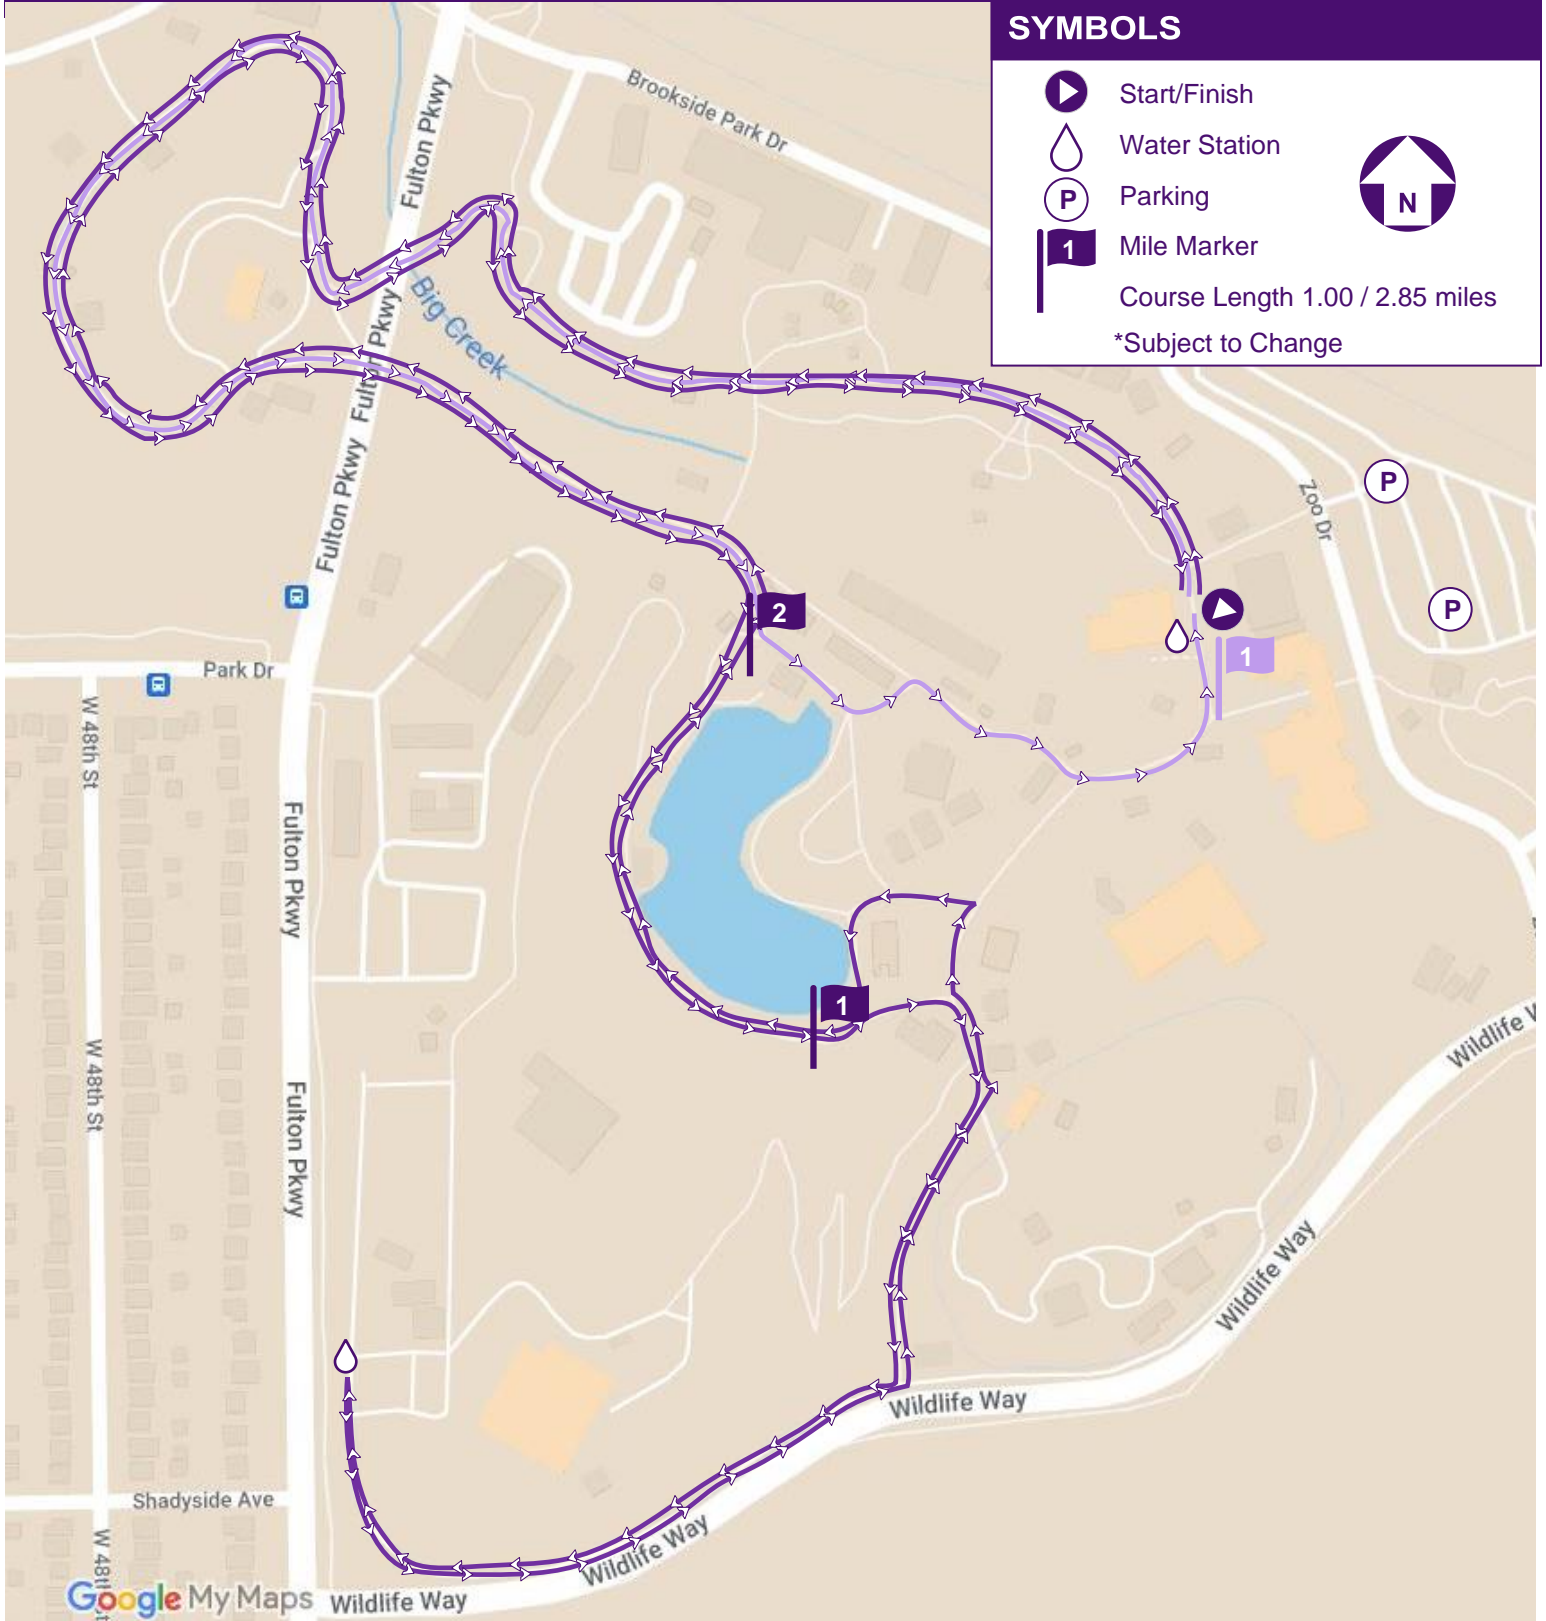 SYMBOLS
Start/Finish
Water Station
P
Parking
N
1
Mile Marker
Course Length 1.00 / 2.85 miles
*Subject to Change
Brookside Park Dr
Fulton Pkwy
Big Creek
Fulton Pkwy
Fulton Pkwy
P
Zoo Dr
P
2
1
Park Dr
W 48th St
Fulton Pkwy
1
W 48th St
Fulton Pkwy
Wildlife W
Wildlife Way
Wildlife Way
Shadyside Ave
Wildlife Way
W 48th St
Google My Maps
Wildlife Way